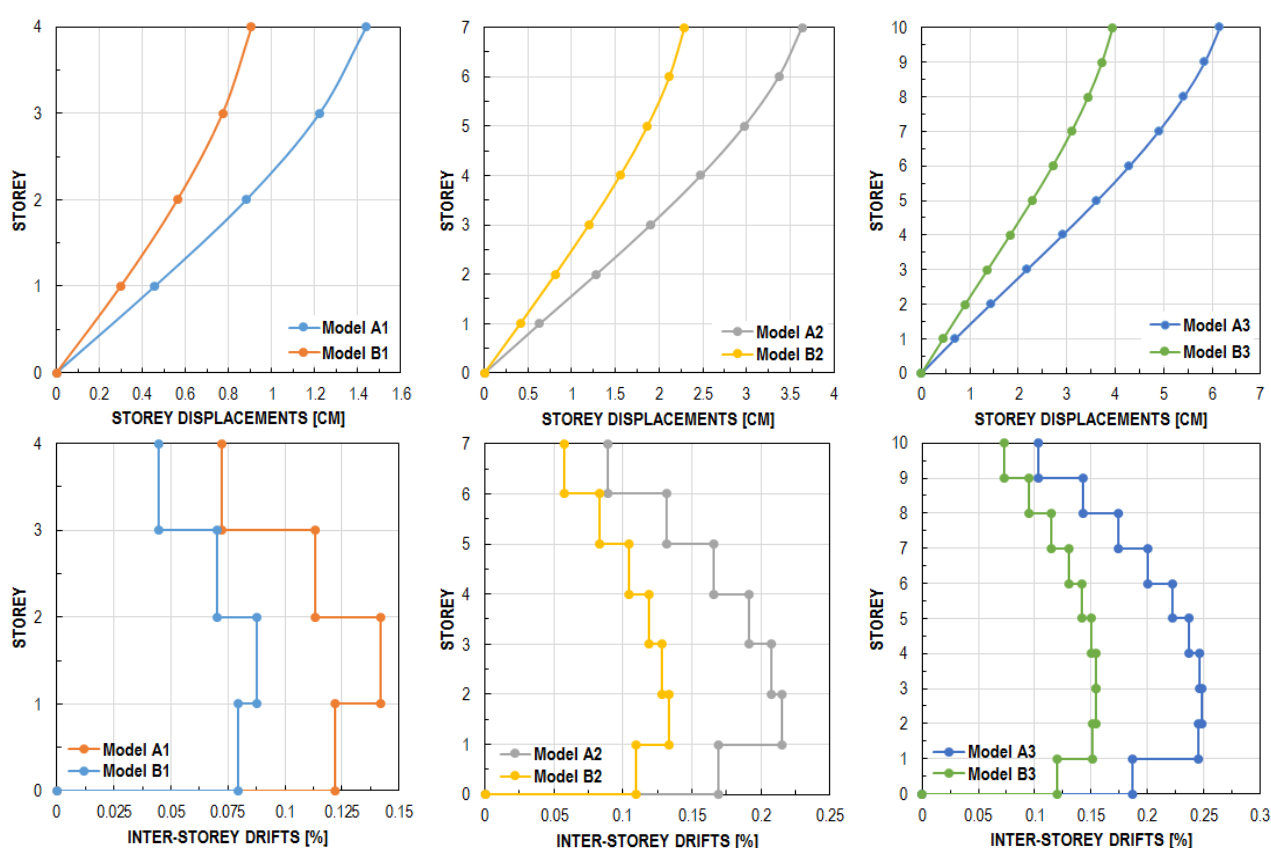 4
3
2
1
0
STOREY
0 0.2 0.4 0.6 0.8 1 1.2 1.4 1.6
STOREY DISPLACEMENTS [CM]
Model A1
Model B1
7
6
5
4
3
2
1
0
STOREY
0 0.5 1 1.5 2 2.5 3 3.5 4
STOREY DISPLACEMENTS [CM]
Model A2
Model B2
10
9
8
7
6
5
4
3
2
1
0
STOREY
0 1 2 3 4 5 6 7
STOREY DISPLACEMENTS [CM]
Model A3
Model B3
4
3
2
1
0
STOREY
0 0.025 0.05 0.075 0.1 0.125 0.15
INTER-STOREY DRIFTS [%]
Model A1
Model B1
7
6
5
4
3
2
1
0
STOREY
0 0.05 0.1 0.15 0.2 0.25
INTER-STOREY DRIFTS [%]
Model A2
Model B2
10
9
8
7
6
5
4
3
2
1
0
STOREY
0 0.05 0.1 0.15 0.2 0.25 0.3
INTER-STOREY DRIFTS [%]
Model A3
Model B3